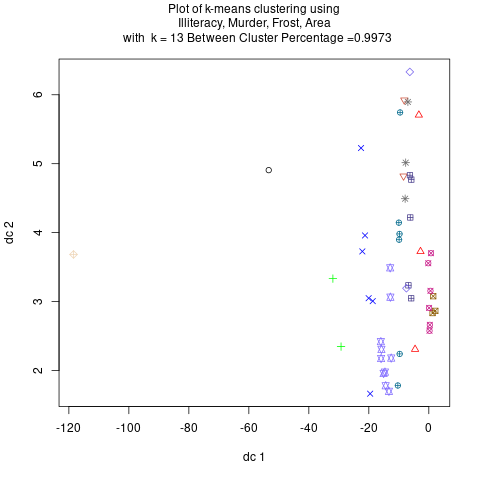 Plot of k-means clustering using
Illiteracy, Murder, Frost, Area
with k = 13 Between Cluster Percentage =0.9973
6
5
4
3
2
dc 2
-120
-100
-80
-60
-40
-20
0
dc 1